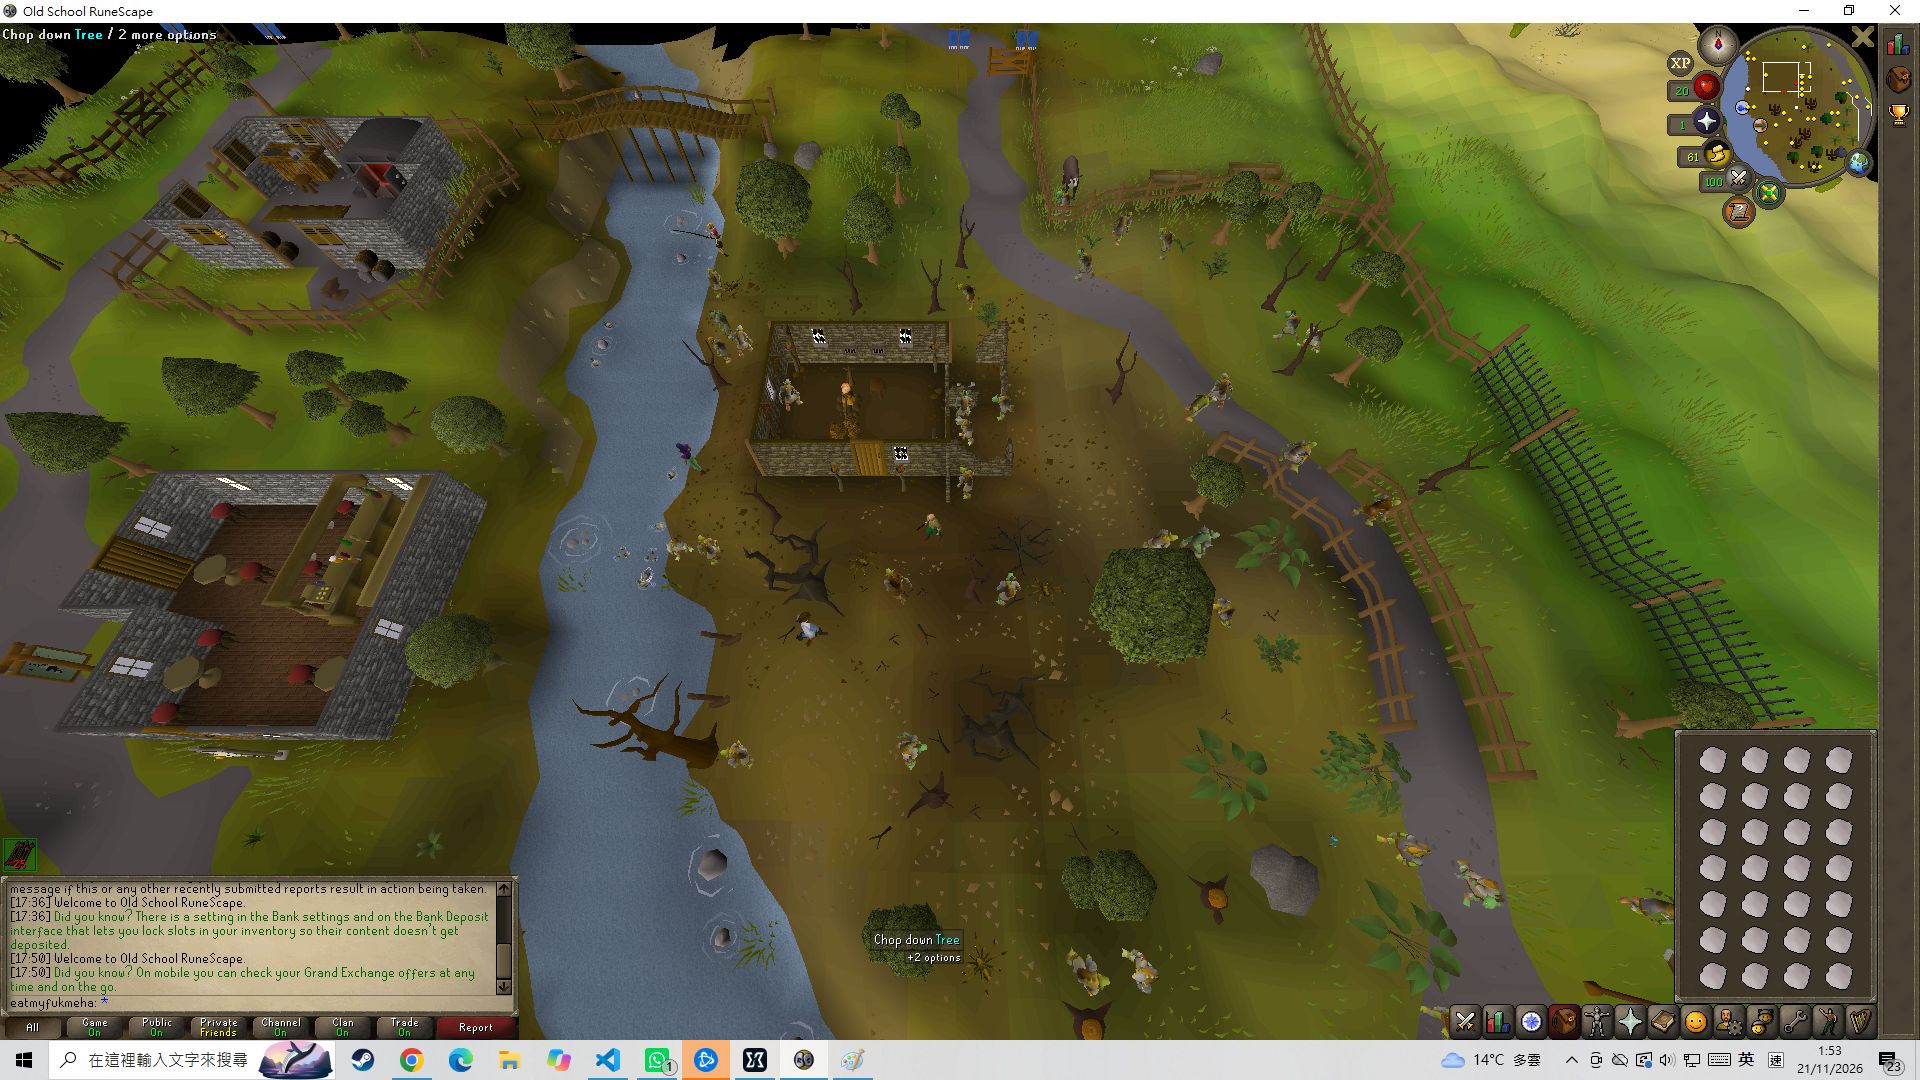 Old School RuneScape
Chop down Tree / 2 more options
N
XP
20
1
61
100
25
message if this or any other recently submitted reports result in action being taken.
[17:36] Welcome to Old School RuneScape.
[17:36] Did you know? There is a setting in the Bank settings and on the Bank Deposit
interface that lets you lock slots in your inventory so their content doesn't get
deposited.
[17:50] Welcome to Old School RuneScape.
[17:50] Did you know? On mobile you can check your Grand Exchange offers at any
time and on the go.
eatmyfukmeha: *
Chop down Tree
+2 options
All
Game
On
Public
On
Private
Friends
Channel
On
Clan
On
Trade
On
Report
在這裡輸入文字來搜尋
1
14°C 多雲
英
速
1:53
21/11/2026
23